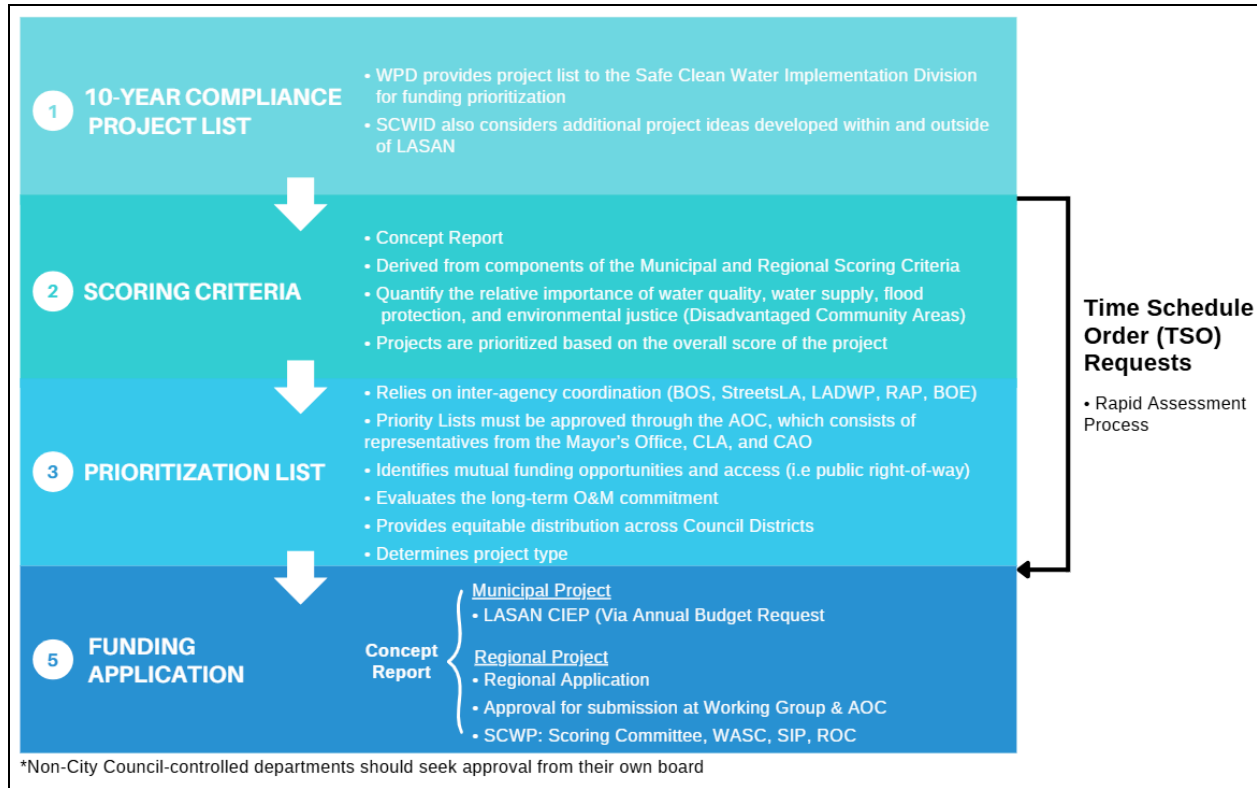 1
10-YEAR COMPLIANCE
PROJECT LIST
• WPD provides project list to the Safe Clean Water Implementation Division
for funding prioritization
• SCWID also considers additional project ideas developed within and outside
of LASAN
2
SCORING CRITERIA
• Concept Report
• Derived from components of the Municipal and Regional Scoring Criteria
• Quantify the relative importance of water quality, water supply, flood
protection, and environmental justice (Disadvantaged Community Areas)
• Projects are prioritized based on the overall score of the project
3
PRIORITIZATION LIST
• Relies on inter-agency coordination (BOS, StreetsLA, LADWP, RAP, BOE)
• Priority Lists must be approved through the AOC, which consists of
representatives from the Mayor's Office, CLA, and CAO
• Identifies mutual funding opportunities and access (i.e public right-of-way)
• Evaluates the long-term O&M commitment
• Provides equitable distribution across Council Districts
• Determines project type
5
FUNDING
APPLICATION
Concept
Report
Municipal Project
• LASAN CIEP (Via Annual Budget Request
Regional Project
• Regional Application
• Approval for submission at Working Group & AOC
• SCWP: Scoring Committee, WASC, SIP, ROC
Time Schedule
Order (TSO)
Requests
• Rapid Assessment
Process
*Non-City Council-controlled departments should seek approval from their own board